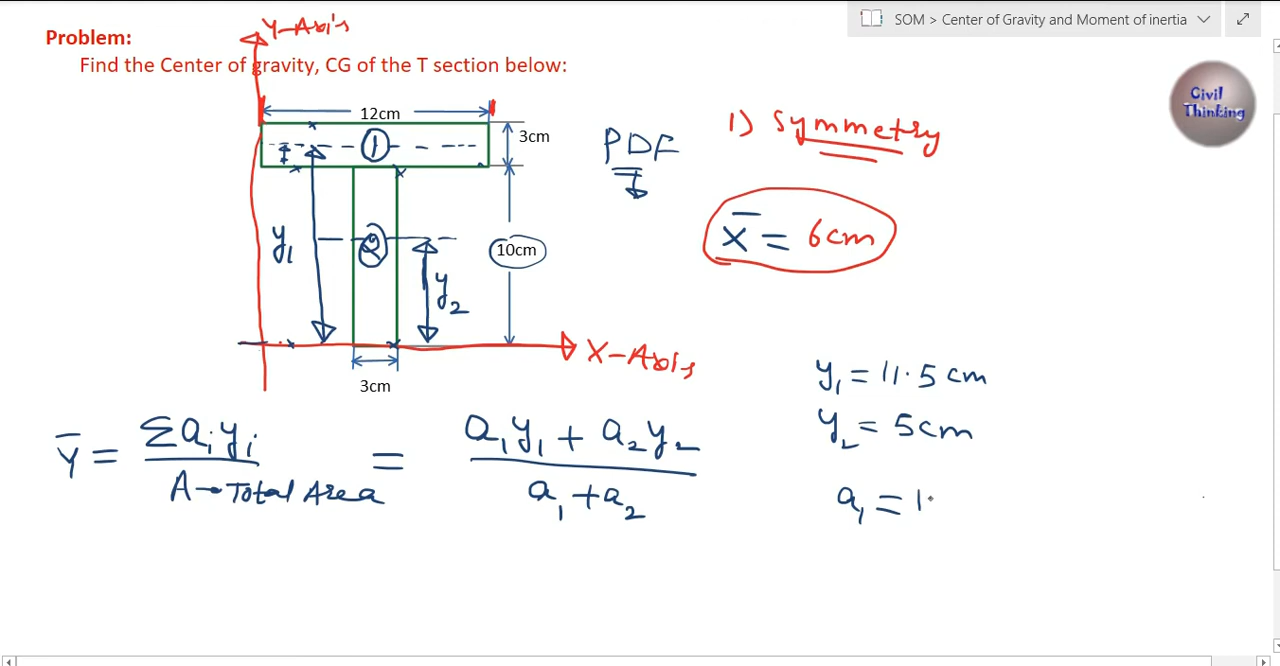 SOM > Center of Gravity and Moment of inertia
Problem:
Y-Axis
Find the Center of gravity, CG of the T section below:
Civil
Thinking
12cm
3cm
1
PDF
1) Symmetry
x̄ = 6cm
y₁
2
10cm
y₂
X-Axis
3cm
y₁ = 11.5 cm
y₂ = 5cm
Ȳ = Σaᵢyᵢ / A→Total Area = a₁y₁ + a₂y₂ / a₁ + a₂
a₁ = 1.